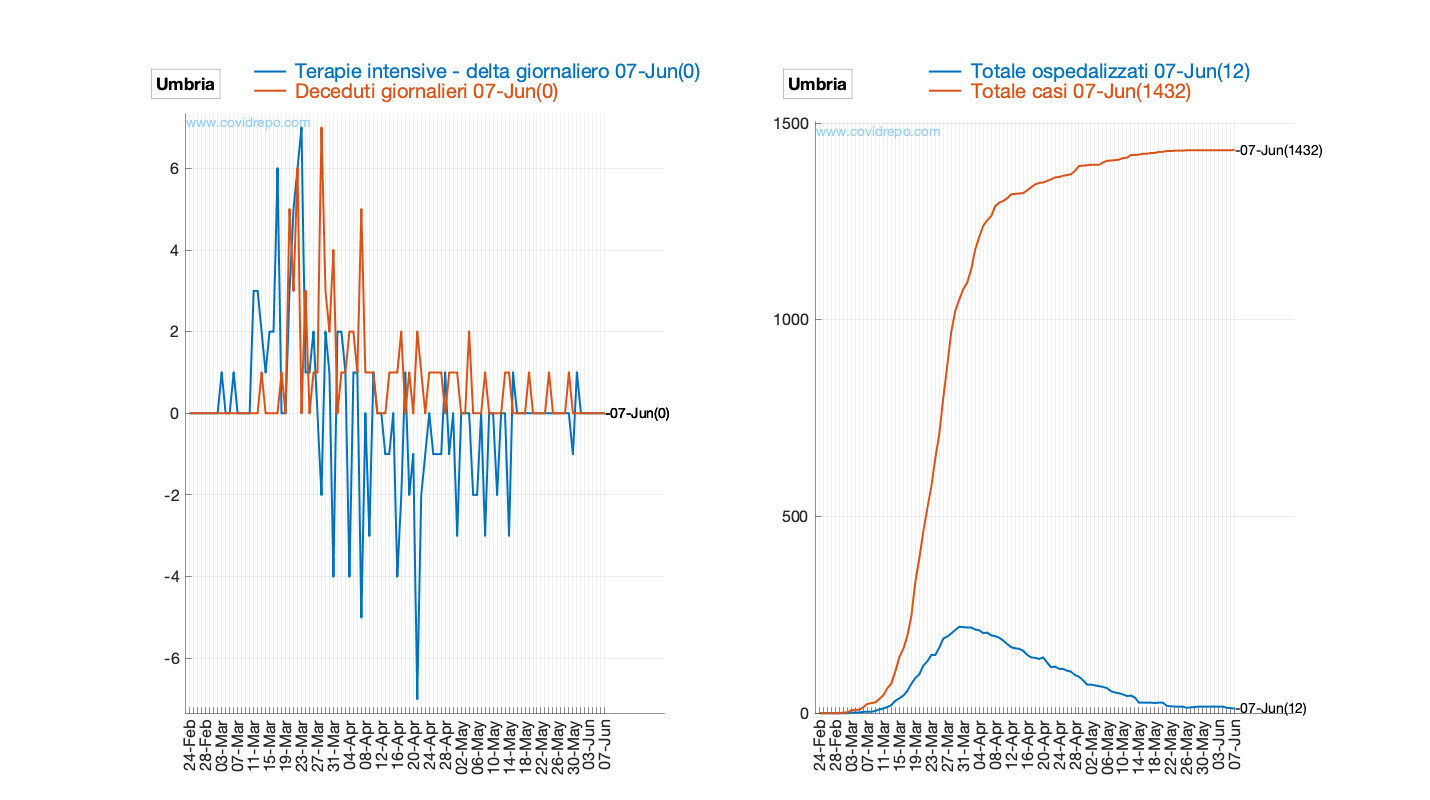 Umbria
Terapie intensive - delta giornaliero 07-Jun(0)
Deceduti giornalieri 07-Jun(0)
www.covidrepo.com
6
4
2
0
-2
-4
-6
-07-Jun(0)
24-Feb
28-Feb
03-Mar
07-Mar
11-Mar
15-Mar
19-Mar
23-Mar
27-Mar
31-Mar
04-Apr
08-Apr
12-Apr
16-Apr
20-Apr
24-Apr
28-Apr
02-May
06-May
10-May
14-May
18-May
22-May
26-May
30-May
03-Jun
07-Jun
Umbria
Totale ospedalizzati 07-Jun(12)
Totale casi 07-Jun(1432)
www.covidrepo.com
1500
1000
500
0
-07-Jun(1432)
-07-Jun(12)
24-Feb
28-Feb
03-Mar
07-Mar
11-Mar
15-Mar
19-Mar
23-Mar
27-Mar
31-Mar
04-Apr
08-Apr
12-Apr
16-Apr
20-Apr
24-Apr
28-Apr
02-May
06-May
10-May
14-May
18-May
22-May
26-May
30-May
03-Jun
07-Jun